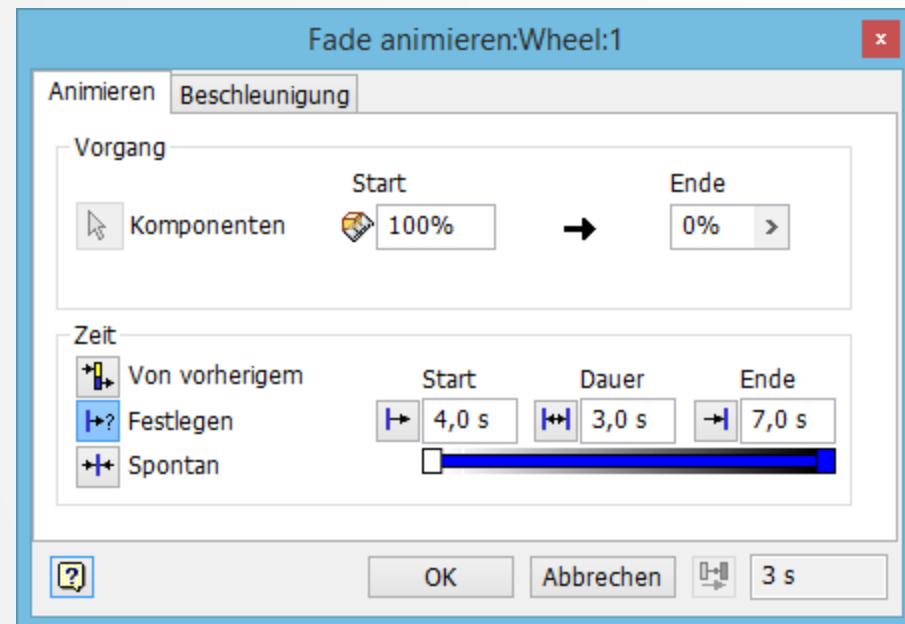 Fade animieren:Wheel:1
x
Animieren Beschleunigung
Vorgang
Start Ende
Komponenten 100% 0% >
Zeit
Von vorherigem Start Dauer Ende
Festlegen 4,0 s 3,0 s 7,0 s
Spontan
? OK Abbrechen 3 s